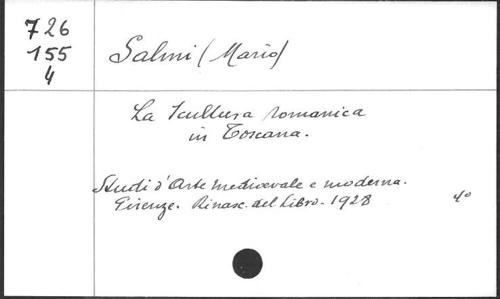 726
155
4
Salmi (Mario)
La Scultura romanica
in Toscana.
Studi d'Arte medioevale e moderna.
Firenze. Rinasc. del Libro. 1928
4o